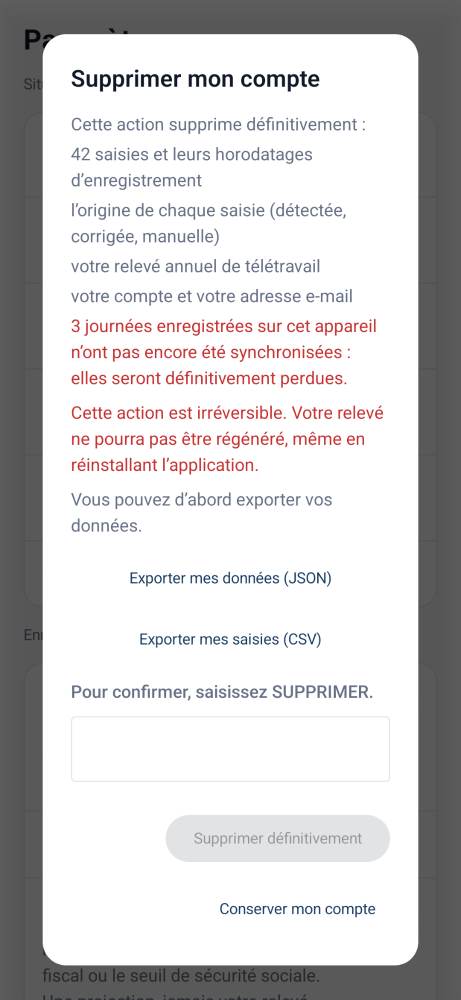 Supprimer mon compte
Cette action supprime définitivement :
42 saisies et leurs horodatages
d’enregistrement
l’origine de chaque saisie (détectée,
corrigée, manuelle)
votre relevé annuel de télétravail
votre compte et votre adresse e-mail
3 journées enregistrées sur cet appareil
n’ont pas encore été synchronisées :
elles seront définitivement perdues.
Cette action est irréversible. Votre relevé
ne pourra pas être régénéré, même en
réinstallant l’application.
Vous pouvez d’abord exporter vos
données.
Exporter mes données (JSON)
Exporter mes saisies (CSV)
Pour confirmer, saisissez SUPPRIMER.
Supprimer définitivement
Conserver mon compte
fiscal ou le seuil de sécurité sociale.